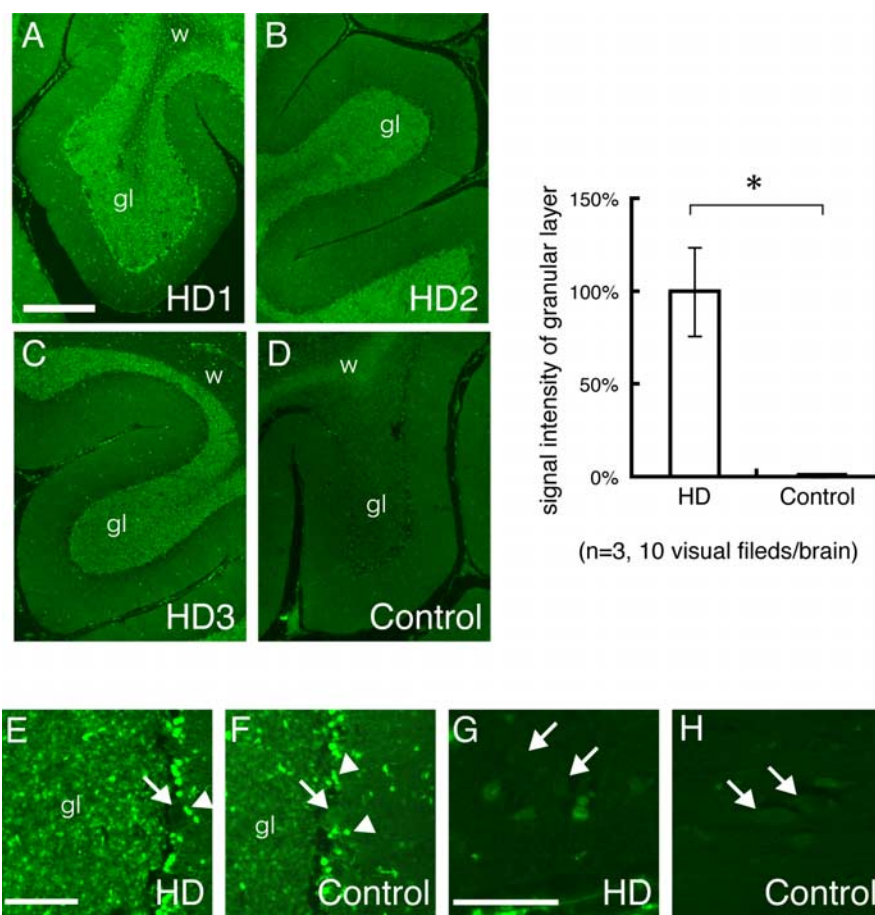 A
w
gl
HD1
B
gl
HD2
C
w
gl
HD3
D
w
gl
Control
signal intensity of granular layer
150%
100%
50%
0%
*
HD
Control
(n=3, 10 visual fileds/brain)
E
gl
HD
F
gl
Control
G
HD
H
Control